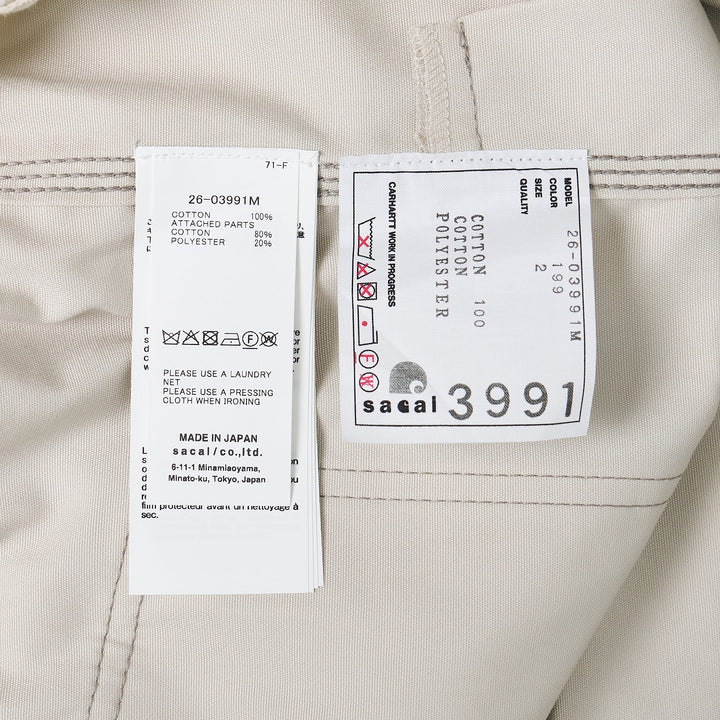 71-F
26-03991M
COTTON 100%
ATTACHED PARTS
COTTON 80%
POLYESTER 20%
PLEASE USE A LAUNDRY
NET
PLEASE USE A PRESSING
CLOTH WHEN IRONING
MADE IN JAPAN
sacai/co.,ltd.
6-11-1 Minamiaoyama,
Minato-ku, Tokyo, Japan
film protecteur avant un nettoyage à
sec.
MODEL 26-03991M
COLOR 199
SIZE 2
QUALITY
COTTON 100
COTTON
POLYESTER
CARHARTT WORK IN PROGRESS
F
W
sacai 3991